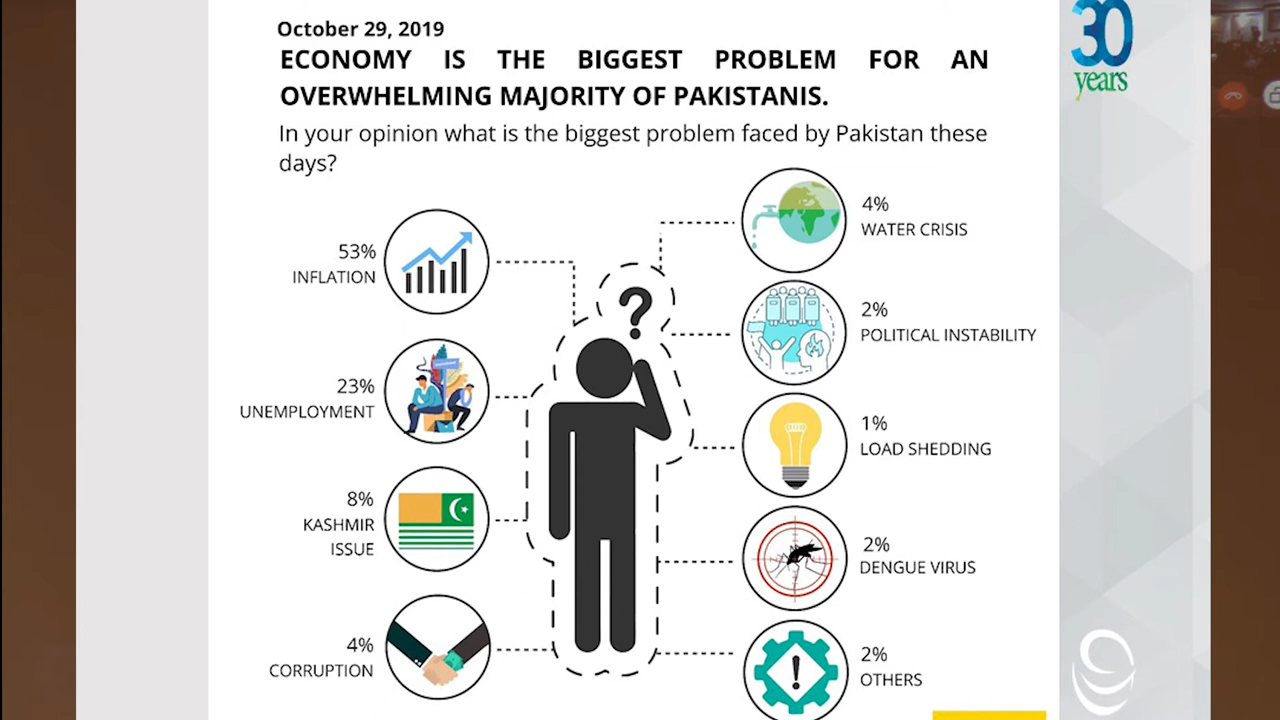 October 29, 2019
ECONOMY IS THE BIGGEST PROBLEM FOR AN
OVERWHELMING MAJORITY OF PAKISTANIS.
In your opinion what is the biggest problem faced by Pakistan these
days?
30
years
53%
INFLATION
23%
UNEMPLOYMENT
8%
KASHMIR
ISSUE
4%
CORRUPTION
?
4%
WATER CRISIS
2%
POLITICAL INSTABILITY
1%
LOAD SHEDDING
2%
DENGUE VIRUS
2%
OTHERS